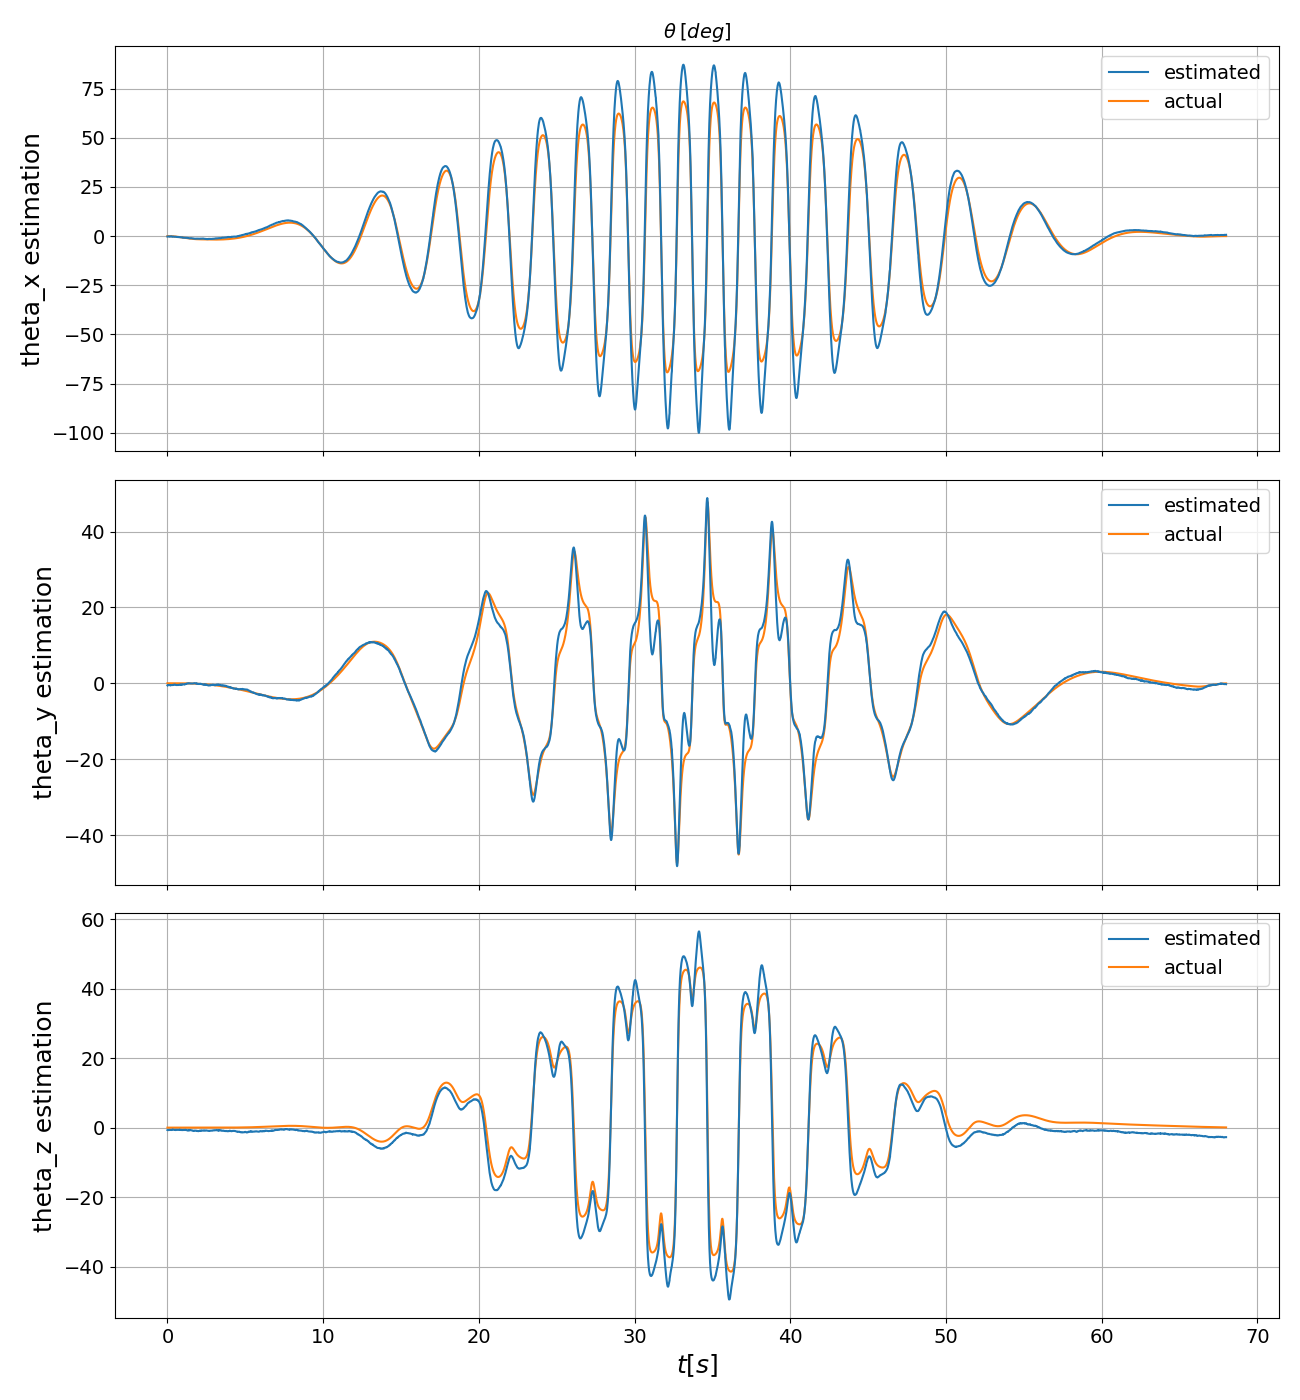 θ [deg]
theta_x estimation
75
50
25
0
−25
−50
−75
−100
estimated
actual
theta_y estimation
40
20
0
−20
−40
estimated
actual
theta_z estimation
60
40
20
0
−20
−40
estimated
actual
0 10 20 30 40 50 60 70
t[s]